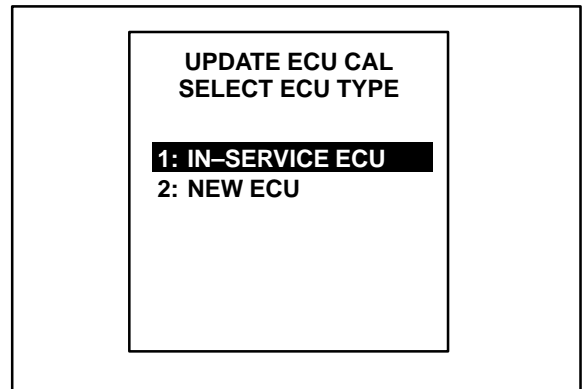 UPDATE ECU CAL
SELECT ECU TYPE
1: IN–SERVICE ECU
2: NEW ECU